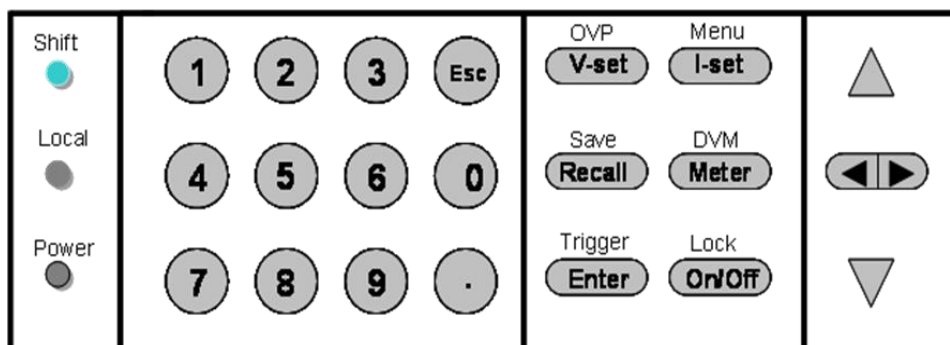 Shift
Local
Power
1 2 3 Esc
4 5 6 0
7 8 9 .
OVP Menu
V-set I-set
Save DVM
Recall Meter
Trigger Lock
Enter On/Off